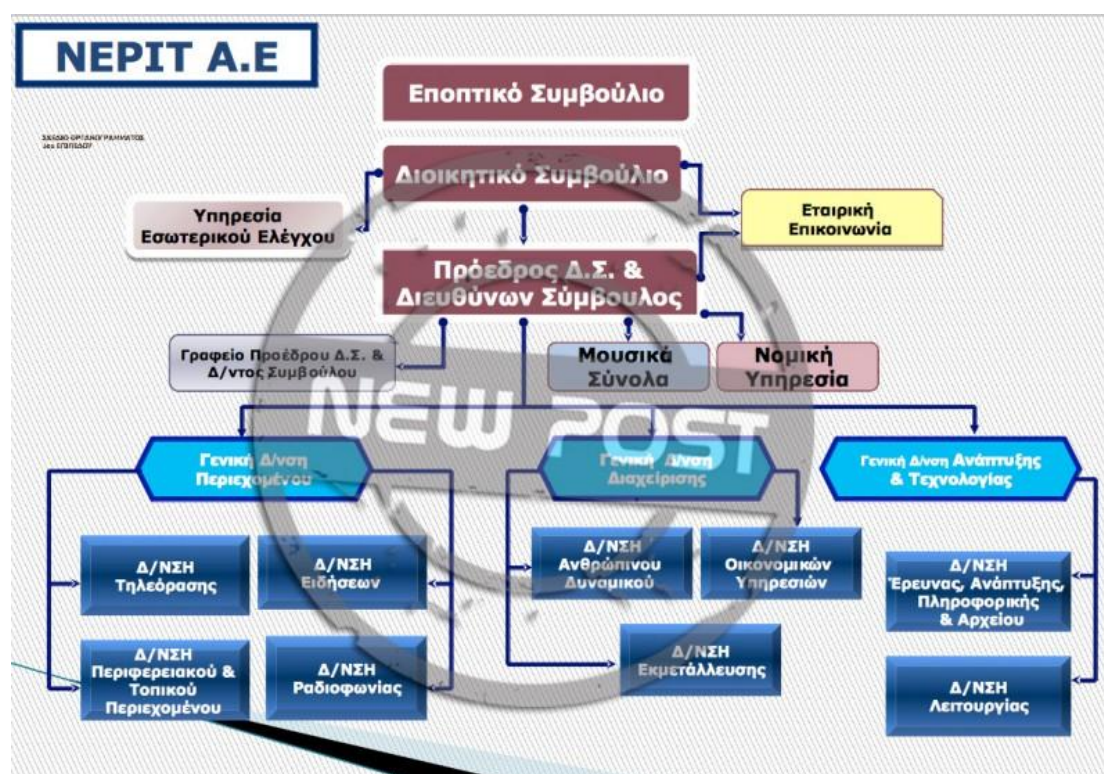 ΝΕΡΙΤ Α.Ε
ΣΧΕΔΙΟ ΟΡΓΑΝΟΓΡΑΜΜΑΤΟΣ
Εποπτικό Συμβούλιο
Διοικητικό Συμβούλιο
Υπηρεσία
Εσωτερικού Ελέγχου
Εταιρική
Επικοινωνία
Πρόεδρος Δ.Σ. &
Διευθύνων Σύμβουλος
Γραφείο Προέδρου Δ.Σ. &
Δ/ντος Συμβούλου
Μουσικά
Σύνολα
Νομική
Υπηρεσία
NEW POST
Γενική Δ/νση
Περιεχομένου
Γενική Δ/νση
Διαχείρισης
Γενική Δ/νση Ανάπτυξης
& Τεχνολογίας
Δ/ΝΣΗ
Τηλεόρασης
Δ/ΝΣΗ
Ειδήσεων
Δ/ΝΣΗ
Ανθρώπινου
Δυναμικού
Δ/ΝΣΗ
Οικονομικών
Υπηρεσιών
Δ/ΝΣΗ
Έρευνας, Ανάπτυξης,
Πληροφορικής
& Αρχείου
Δ/ΝΣΗ
Περιφερειακού &
Τοπικού
Περιεχομένου
Δ/ΝΣΗ
Ραδιοφωνίας
Δ/ΝΣΗ
Εκμετάλλευσης
Δ/ΝΣΗ
Λειτουργίας